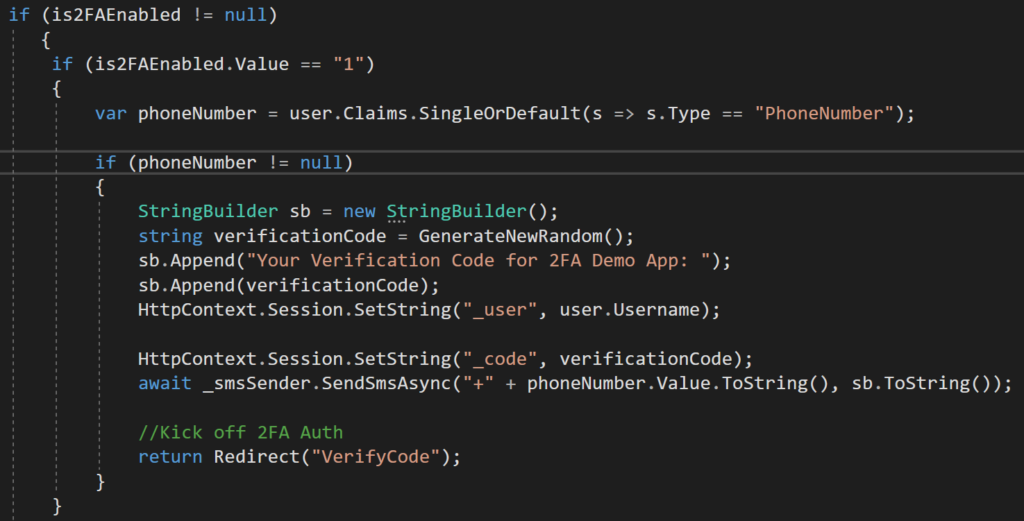 if (is2FAEnabled != null)
{
if (is2FAEnabled.Value == "1")
{
var phoneNumber = user.Claims.SingleOrDefault(s => s.Type == "PhoneNumber");
if (phoneNumber != null)
{
StringBuilder sb = new StringBuilder();
string verificationCode = GenerateNewRandom();
sb.Append("Your Verification Code for 2FA Demo App: ");
sb.Append(verificationCode);
HttpContext.Session.SetString("_user", user.Username);
HttpContext.Session.SetString("_code", verificationCode);
await _smsSender.SendSmsAsync("+" + phoneNumber.Value.ToString(), sb.ToString());
//Kick off 2FA Auth
return Redirect("VerifyCode");
}
}